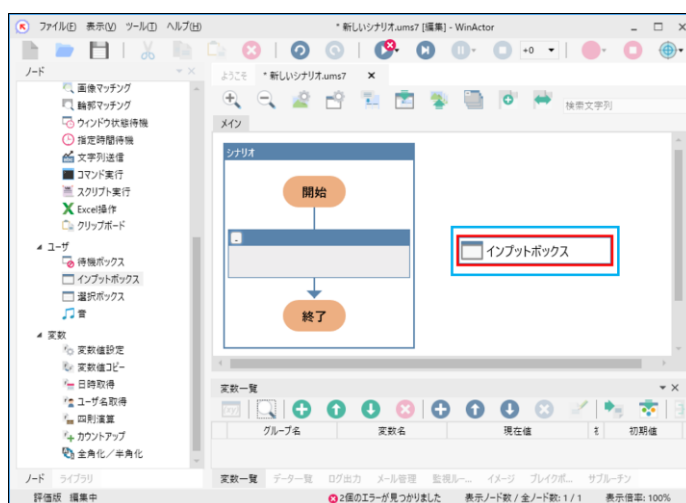 ファイル(F) 表示(V) ツール(T) ヘルプ(H)
* 新しいシナリオ.ums7 [編集] - WinActor
+0
ノード
画像マッチング
輪郭マッチング
ウィンドウ状態待機
指定時間待機
文字列送信
コマンド実行
スクリプト実行
Excel操作
クリップボード
ユーザ
待機ボックス
インプットボックス
選択ボックス
音
変数
変数値設定
変数値コピー
日時取得
ユーザ名取得
四則演算
カウントアップ
全角化/半角化
ノード ライブラリ
ようこそ * 新しいシナリオ.ums7
検索文字列
メイン
シナリオ
開始
終了
インプットボックス
変数一覧
グループ名 変数名 現在値 初期値
変数一覧 データ一覧 ログ出力 メール管理 監視ルー... イメージ ブレイクポ... サブルーチン
評価版 編集中 2個のエラーが見つかりました 表示ノード数/全ノード数: 1 / 1 表示倍率: 100%